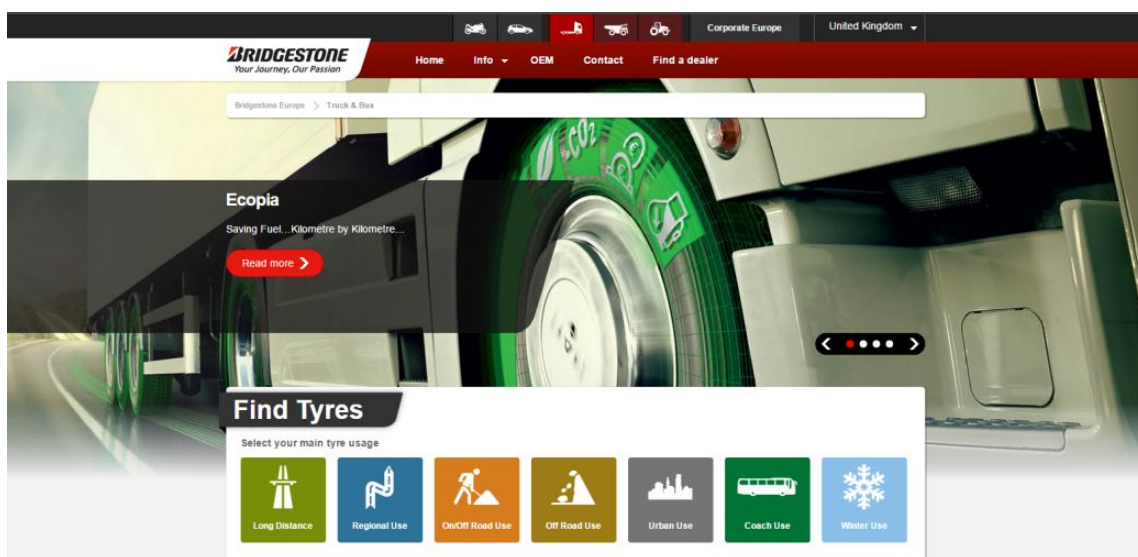 Corporate Europe
United Kingdom
BRIDGESTONE
Your Journey, Our Passion
Home
Info
OEM
Contact
Find a dealer
Bridgestone Europe
Truck & Bus
ECO2
Ecopia
Saving Fuel...Kilometre by Kilometre...
Read more
Find Tyres
Select your main tyre usage
Long Distance
Regional Use
On/Off Road Use
Off Road Use
Urban Use
Coach Use
Winter Use